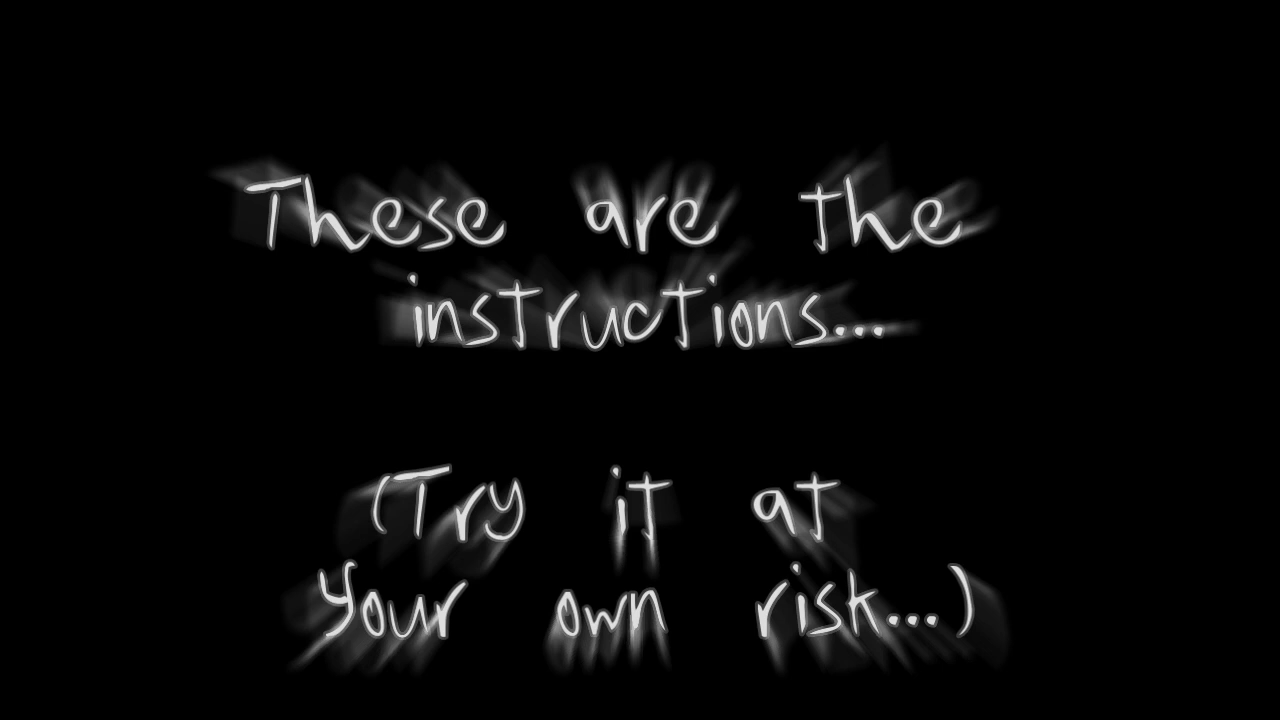 These are the
instructions...
(Try it at
your own risk...)